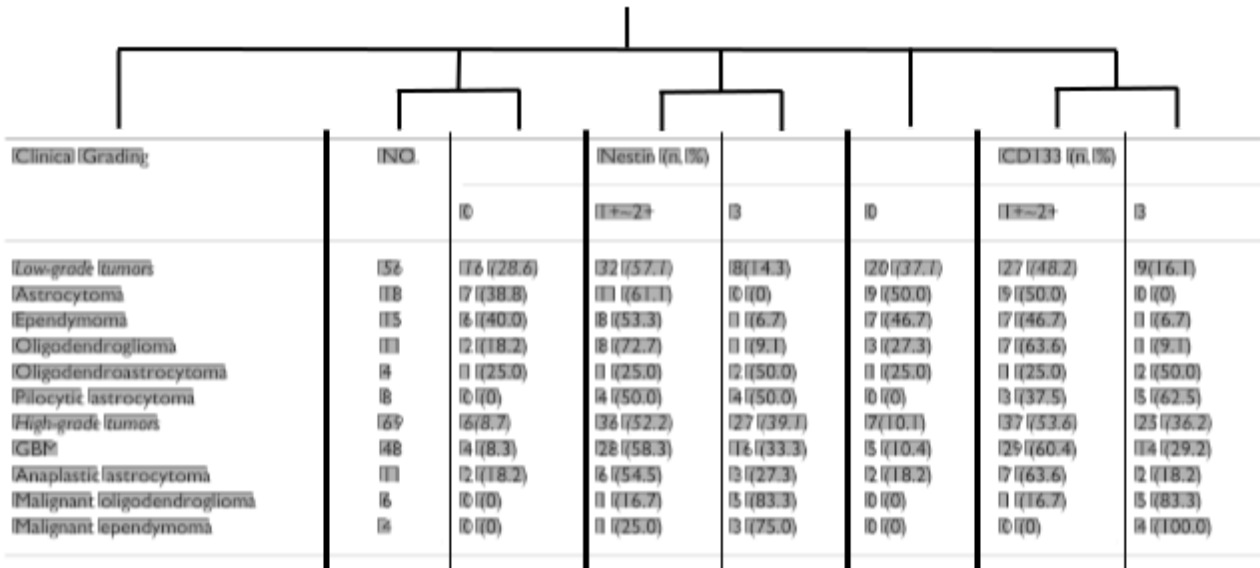 Clinical Grading NO. Nestin (n, %) CD133 (n, %)
0 1+~2+ 3 0 1+~2+ 3
Low-grade tumors 56 16 (28.6) 32 (57.1) 8(14.3) 20 (37.1) 27 (48.2) 9(16.1)
Astrocytoma 18 7 (38.8) 11 (61.1) 0 (0) 9 (50.0) 9 (50.0) 0 (0)
Ependymoma 15 6 (40.0) 8 (53.3) 1 (6.7) 7 (46.7) 7 (46.7) 1 (6.7)
Oligodendroglioma 11 2 (18.2) 8 (72.7) 1 (9.1) 3 (27.3) 7 (63.6) 1 (9.1)
Oligodendroastrocytoma 4 1 (25.0) 1 (25.0) 2 (50.0) 1 (25.0) 1 (25.0) 2 (50.0)
Pilocytic astrocytoma 8 0 (0) 4 (50.0) 4 (50.0) 0 (0) 3 (37.5) 5 (62.5)
High-grade tumors 69 6(8.7) 36 (52.2) 27 (39.1) 7(10.1) 37 (53.6) 25 (36.2)
GBM 48 4 (8.3) 28 (58.3) 16 (33.3) 5 (10.4) 29 (60.4) 14 (29.2)
Anaplastic astrocytoma 11 2 (18.2) 6 (54.5) 3 (27.3) 2 (18.2) 7 (63.6) 2 (18.2)
Malignant oligodendroglioma 6 0 (0) 1 (16.7) 5 (83.3) 0 (0) 1 (16.7) 5 (83.3)
Malignant ependymoma 4 0 (0) 1 (25.0) 3 (75.0) 0 (0) 0 (0) 4 (100.0)